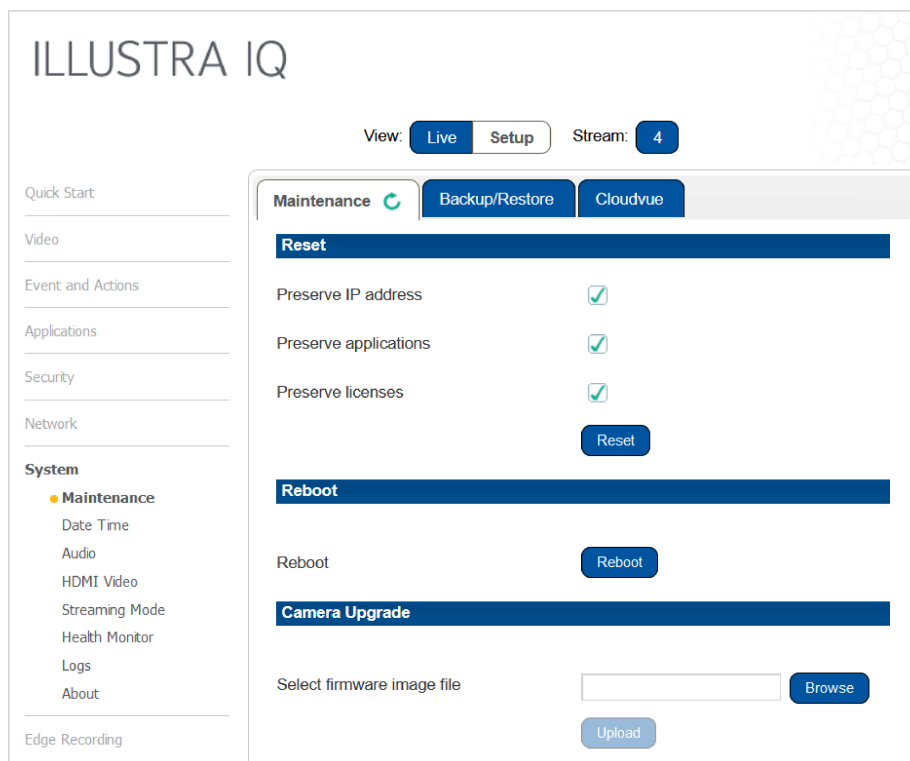 ILLUSTRA IQ
View: Live Setup Stream: 4
Quick Start
Video
Event and Actions
Applications
Security
Network
System
Maintenance
Date Time
Audio
HDMI Video
Streaming Mode
Health Monitor
Logs
About
Edge Recording
Maintenance Backup/Restore Cloudvue
Reset
Preserve IP address
Preserve applications
Preserve licenses
Reset
Reboot
Reboot Reboot
Camera Upgrade
Select firmware image file Browse
Upload